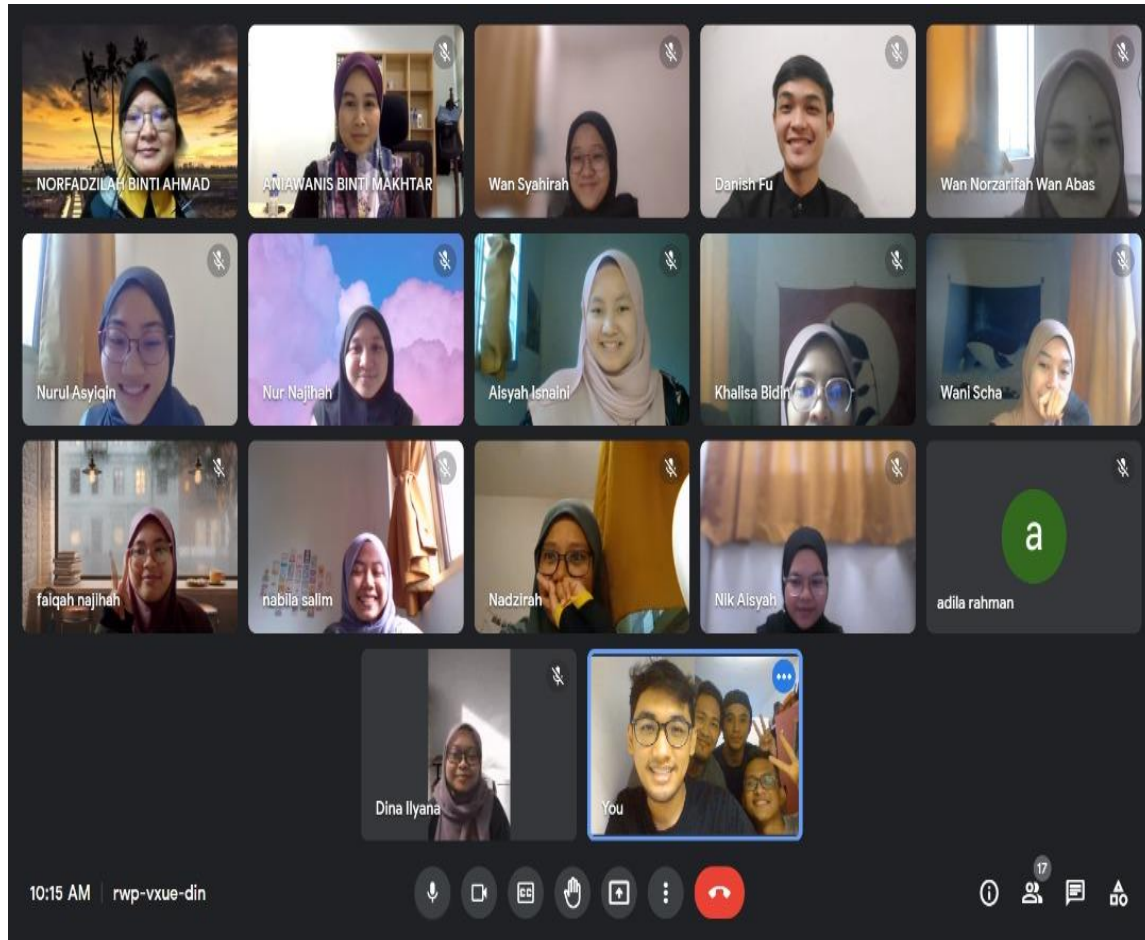 NORFADZILAH BINTI AHMAD
ANIAWANIS BINTI MAKHTAR
Wan Syahirah
Danish Fu
Wan Norzarifah Wan Abas
Nurul Asyiqin
Nur Najihah
Aisyah Isnaini
Khalisa Bidin
Wani Scha
faiqah najihah
nabila salim
Nadzirah
Nik Aisyah
a
adila rahman
Dina Ilyana
You
10:15 AM | rwp-vxue-din
CC
17